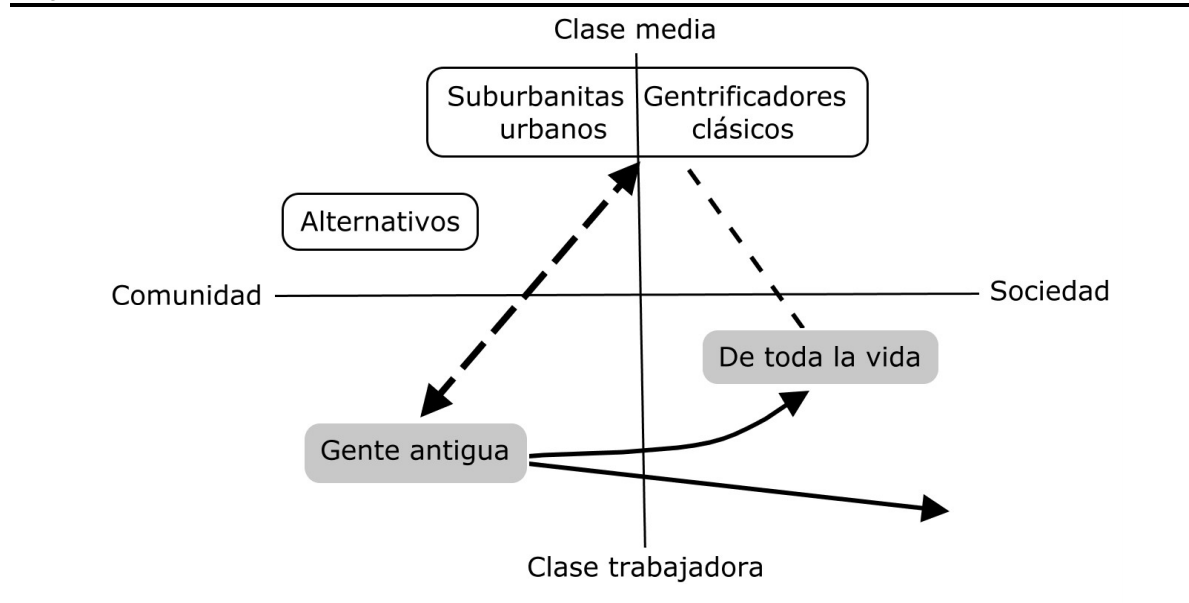 Clase media
Suburbanitas
urbanos
Gentrificadores
clásicos
Alternativos
Comunidad
Sociedad
De toda la vida
Gente antigua
Clase trabajadora